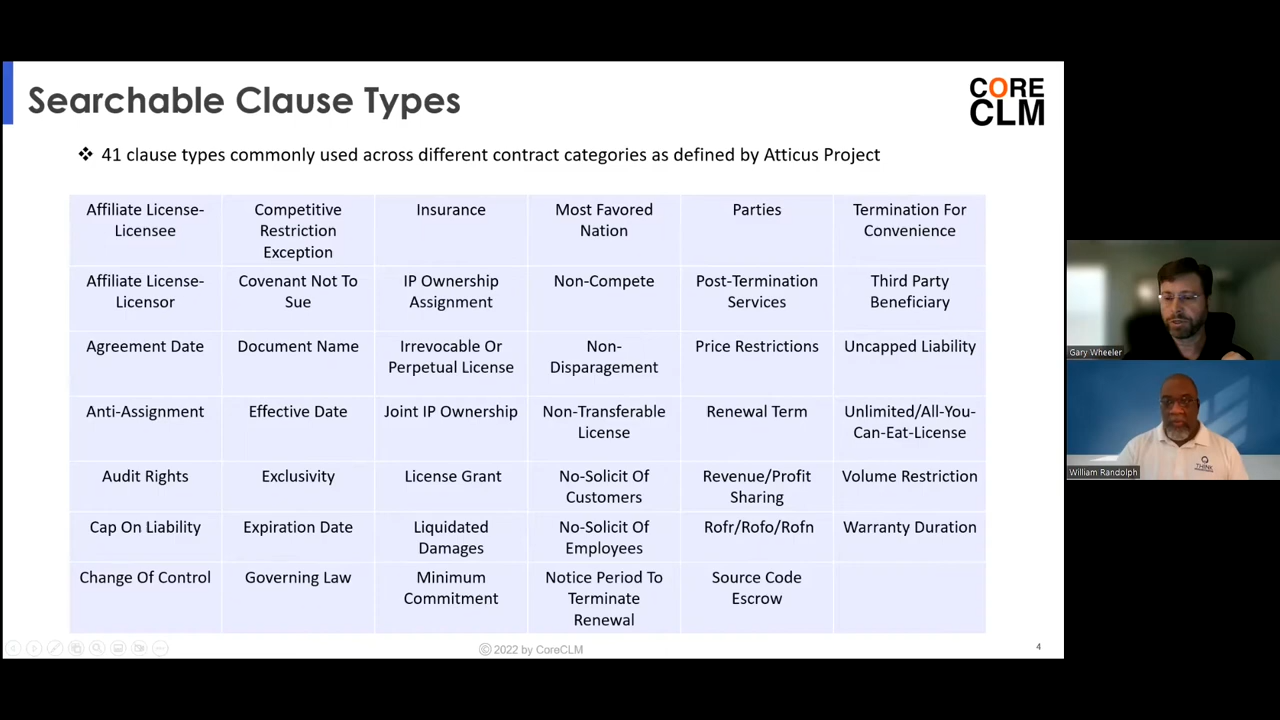 Searchable Clause Types
CORE
CLM
❖ 41 clause types commonly used across different contract categories as defined by Atticus Project
Affiliate License-
Licensee
Competitive
Restriction
Exception
Insurance
Most Favored
Nation
Parties
Termination For
Convenience
Affiliate License-
Licensor
Covenant Not To
Sue
IP Ownership
Assignment
Non-Compete
Post-Termination
Services
Third Party
Beneficiary
Agreement Date
Document Name
Irrevocable Or
Perpetual License
Non-
Disparagement
Price Restrictions
Uncapped Liability
Anti-Assignment
Effective Date
Joint IP Ownership
Non-Transferable
License
Renewal Term
Unlimited/All-You-
Can-Eat-License
Audit Rights
Exclusivity
License Grant
No-Solicit Of
Customers
Revenue/Profit
Sharing
Volume Restriction
Cap On Liability
Expiration Date
Liquidated
Damages
No-Solicit Of
Employees
Rofr/Rofo/Rofn
Warranty Duration
Change Of Control
Governing Law
Minimum
Commitment
Notice Period To
Terminate
Renewal
Source Code
Escrow
© 2022 by CoreCLM
4
Gary Wheeler
William Randolph
THINK